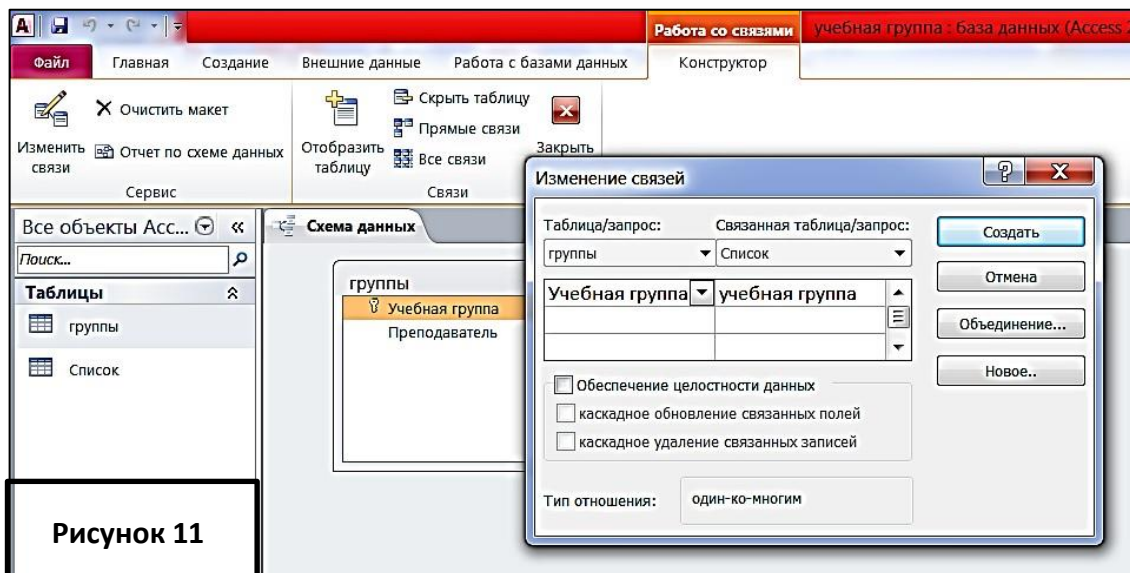 A
Работа со связями
учебная группа : база данных (Access 2
Файл
Главная
Создание
Внешние данные
Работа с базами данных
Конструктор
Изменить связи
Очистить макет
Отчет по схеме данных
Сервис
Отобразить таблицу
Скрыть таблицу
Прямые связи
Все связи
Связи
Закрыть
Все объекты Acc...
Поиск...
Таблицы
группы
Список
Схема данных
группы
Учебная группа
Преподаватель
Изменение связей
Таблица/запрос:
Связанная таблица/запрос:
группы
Список
Учебная группа
учебная группа
Обеспечение целостности данных
каскадное обновление связанных полей
каскадное удаление связанных записей
Тип отношения:
один-ко-многим
Создать
Отмена
Объединение...
Новое..
Рисунок 11